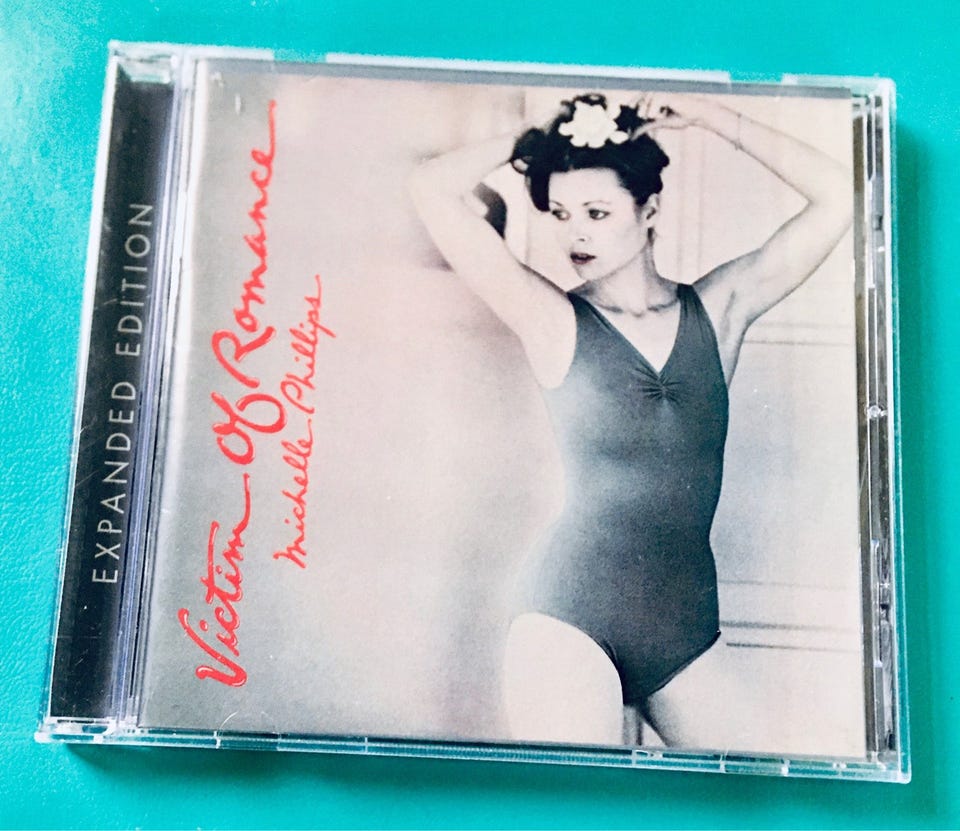 EXPANDED EDITION
Victim Of Romance
Michelle Phillips